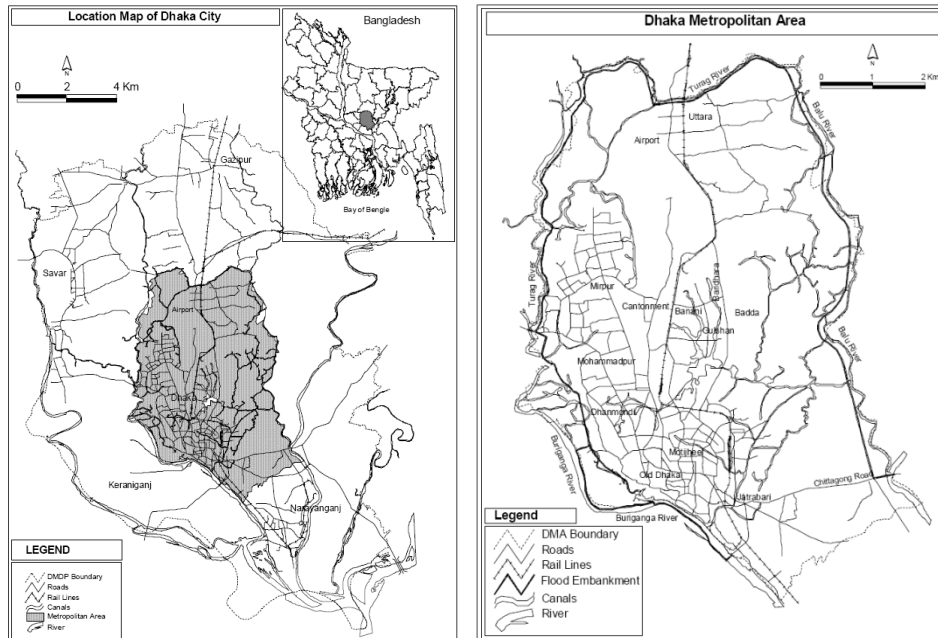 Location Map of Dhaka City
Bangladesh
N
0 2 4 Km
Gazipur
Bay of Bengle
Savar
Airport
Dhaka
Keraniganj
Narayanganj
LEGEND
DMDP Boundary
Roads
Rail Lines
Canals
Metropolitan Area
River
Dhaka Metropolitan Area
N
0 1 2 Km
Turag River
Uttara
Balu River
Airport
Turag River
Mirpur
Cantonment
Banani
Gulshan
Badda
Balu River
Mohammadpur
Dhanmondi
Motijheel
Old Dhaka
Buriganga River
Jatrabari
Chittagong Road
Buriganga River
Legend
DMA Boundary
Roads
Rail Lines
Flood Embankment
Canals
River